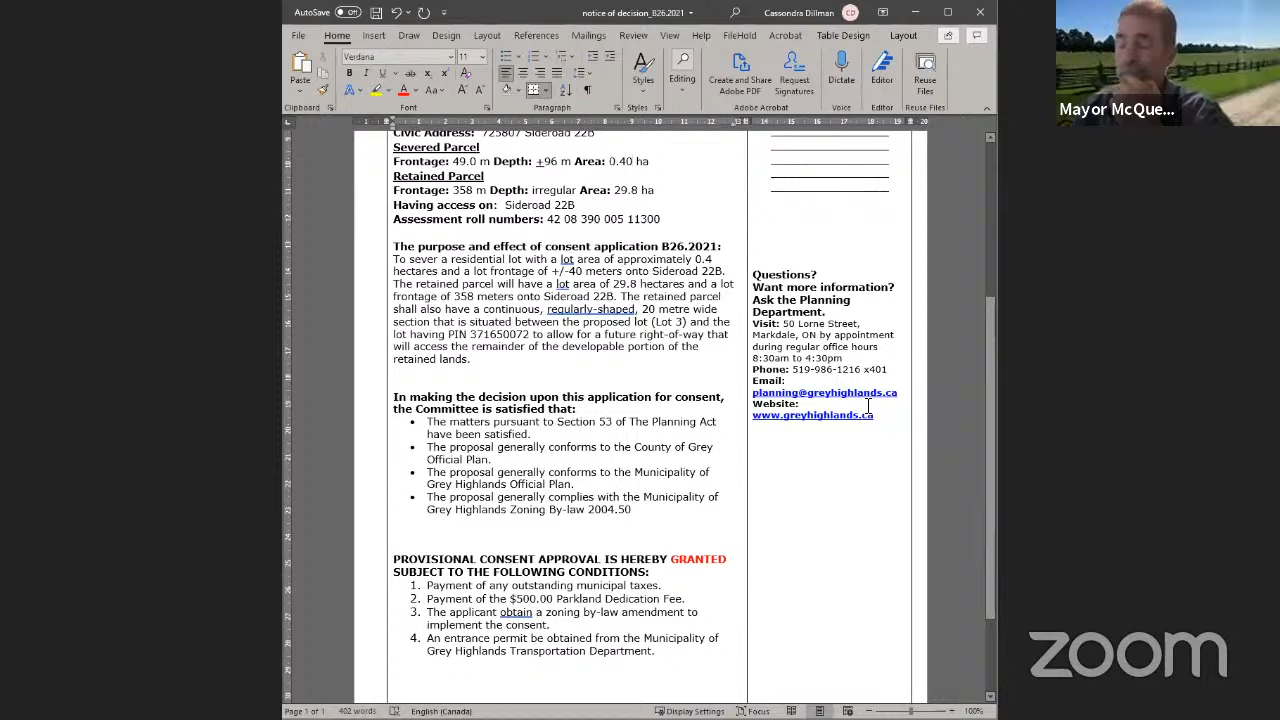 AutoSave Off
notice of decision_B26.2021
Cassondra Dillman CD
File Home Insert Draw Design Layout References Mailings Review View Help FileHold Acrobat Table Design Layout
Verdana 11
Paste
Styles
Editing
Create and Share
Adobe PDF
Request
Signatures
Dictate
Editor
Reuse
Files
Clipboard
Font
Paragraph
Styles
Adobe Acrobat
Voice
Editor
Reuse Files
Mayor McQue...
Civic Address: 725807 Sideroad 22B
Severed Parcel
Frontage: 49.0 m Depth: +96 m Area: 0.40 ha
Retained Parcel
Frontage: 358 m Depth: irregular Area: 29.8 ha
Having access on: Sideroad 22B
Assessment roll numbers: 42 08 390 005 11300
The purpose and effect of consent application B26.2021:
To sever a residential lot with a lot area of approximately 0.4
hectares and a lot frontage of +/-40 meters onto Sideroad 22B.
The retained parcel will have a lot area of 29.8 hectares and a lot
frontage of 358 meters onto Sideroad 22B. The retained parcel
shall also have a continuous, regularly-shaped, 20 metre wide
section that is situated between the proposed lot (Lot 3) and the
lot having PIN 371650072 to allow for a future right-of-way that
will access the remainder of the developable portion of the
retained lands.
In making the decision upon this application for consent,
the Committee is satisfied that:
• The matters pursuant to Section 53 of The Planning Act
have been satisfied.
• The proposal generally conforms to the County of Grey
Official Plan.
• The proposal generally conforms to the Municipality of
Grey Highlands Official Plan.
• The proposal generally complies with the Municipality of
Grey Highlands Zoning By-law 2004.50
PROVISIONAL CONSENT APPROVAL IS HEREBY GRANTED
SUBJECT TO THE FOLLOWING CONDITIONS:
1. Payment of any outstanding municipal taxes.
2. Payment of the $500.00 Parkland Dedication Fee.
3. The applicant obtain a zoning by-law amendment to
implement the consent.
4. An entrance permit be obtained from the Municipality of
Grey Highlands Transportation Department.
Questions?
Want more information?
Ask the Planning
Department.
Visit: 50 Lorne Street,
Markdale, ON by appointment
during regular office hours
8:30am to 4:30pm
Phone: 519-986-1216 x401
Email:
planning@greyhighlands.ca
Website:
www.greyhighlands.ca
zoom
Page 1 of 1 402 words English (Canada) Display Settings Focus 100%